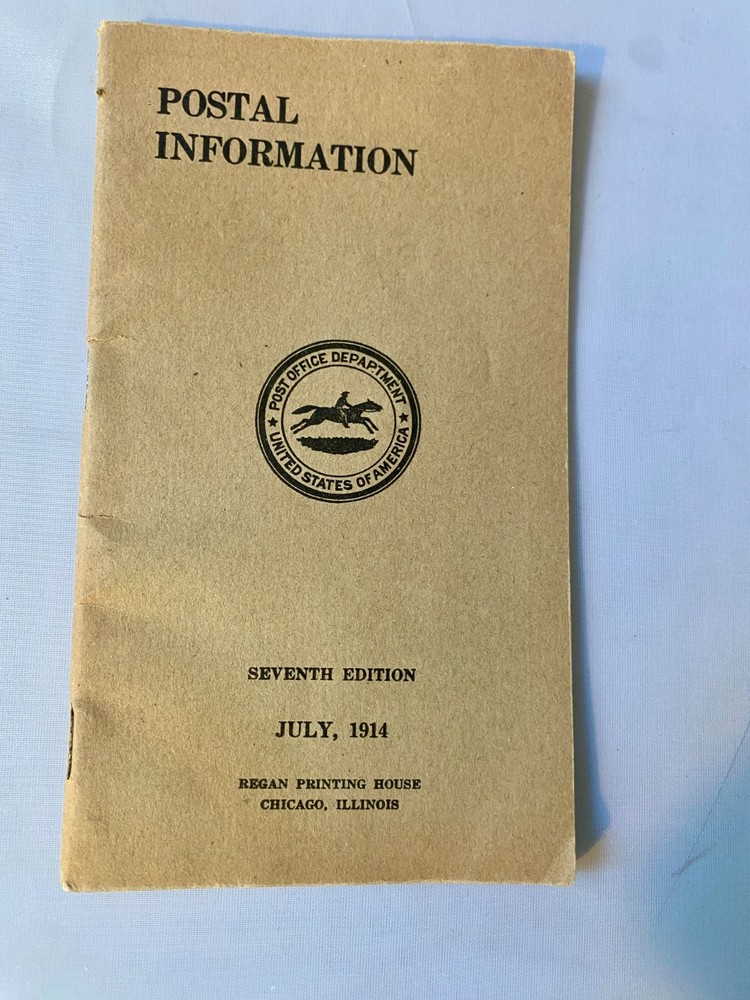 POSTAL
INFORMATION
POST OFFICE DEPARTMENT
UNITED STATES OF AMERICA
SEVENTH EDITION
JULY, 1914
REGAN PRINTING HOUSE
CHICAGO, ILLINOIS